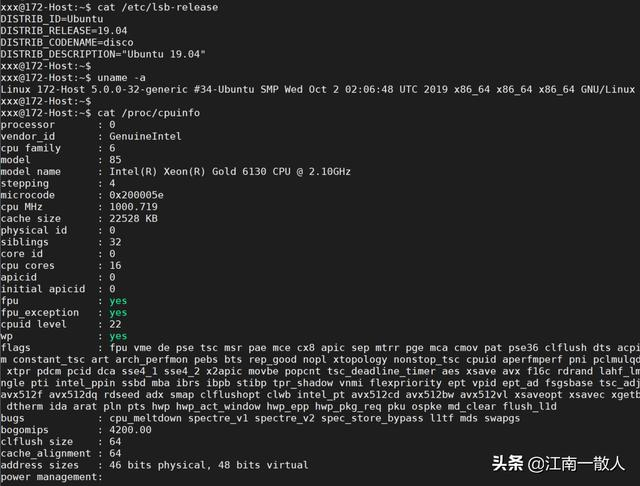 xxx@172-Host:~$ cat /etc/lsb-release
DISTRIB_ID=Ubuntu
DISTRIB_RELEASE=19.04
DISTRIB_CODENAME=disco
DISTRIB_DESCRIPTION="Ubuntu 19.04"
xxx@172-Host:~$
xxx@172-Host:~$ uname -a
Linux 172-Host 5.0.0-32-generic #34-Ubuntu SMP Wed Oct 2 02:06:48 UTC 2019 x86_64 x86_64 x86_64 GNU/Linux
xxx@172-Host:~$
xxx@172-Host:~$ cat /proc/cpuinfo
processor : 0
vendor_id : GenuineIntel
cpu family : 6
model : 85
model name : Intel(R) Xeon(R) Gold 6130 CPU @ 2.10GHz
stepping : 4
microcode : 0x200005e
cpu MHz : 1000.719
cache size : 22528 KB
physical id : 0
siblings : 32
core id : 0
cpu cores : 16
apicid : 0
initial apicid : 0
fpu : yes
fpu_exception : yes
cpuid level : 22
wp : yes
flags : fpu vme de pse tsc msr pae mce cx8 apic sep mtrr pge mca cmov pat pse36 clflush dts acpi
m constant_tsc art arch_perfmon pebs bts rep_good nopl xtopology nonstop_tsc cpuid aperfmperf pni pclmulqd
xtpr pdcm pcid dca sse4_1 sse4_2 x2apic movbe popcnt tsc_deadline_timer aes xsave avx f16c rdrand lahf_lm
ngle pti intel_ppin ssbd mba ibrs ibpb stibp tpr_shadow vnmi flexpriority ept vpid ept_ad fsgsbase tsc_adj
avx512f avx512dq rdseed adx smap clflushopt clwb intel_pt avx512cd avx512bw avx512vl xsaveopt xsavec xgetb
dtherm ida arat pln pts hwp hwp_act_window hwp_epp hwp_pkg_req pku ospke md_clear flush_l1d
bugs : cpu_meltdown spectre_v1 spectre_v2 spec_store_bypass l1tf mds swapgs
bogomips : 4200.00
clflush size : 64
cache_alignment : 64
address sizes : 46 bits physical, 48 bits virtual
power management:
头条 @江南一散人